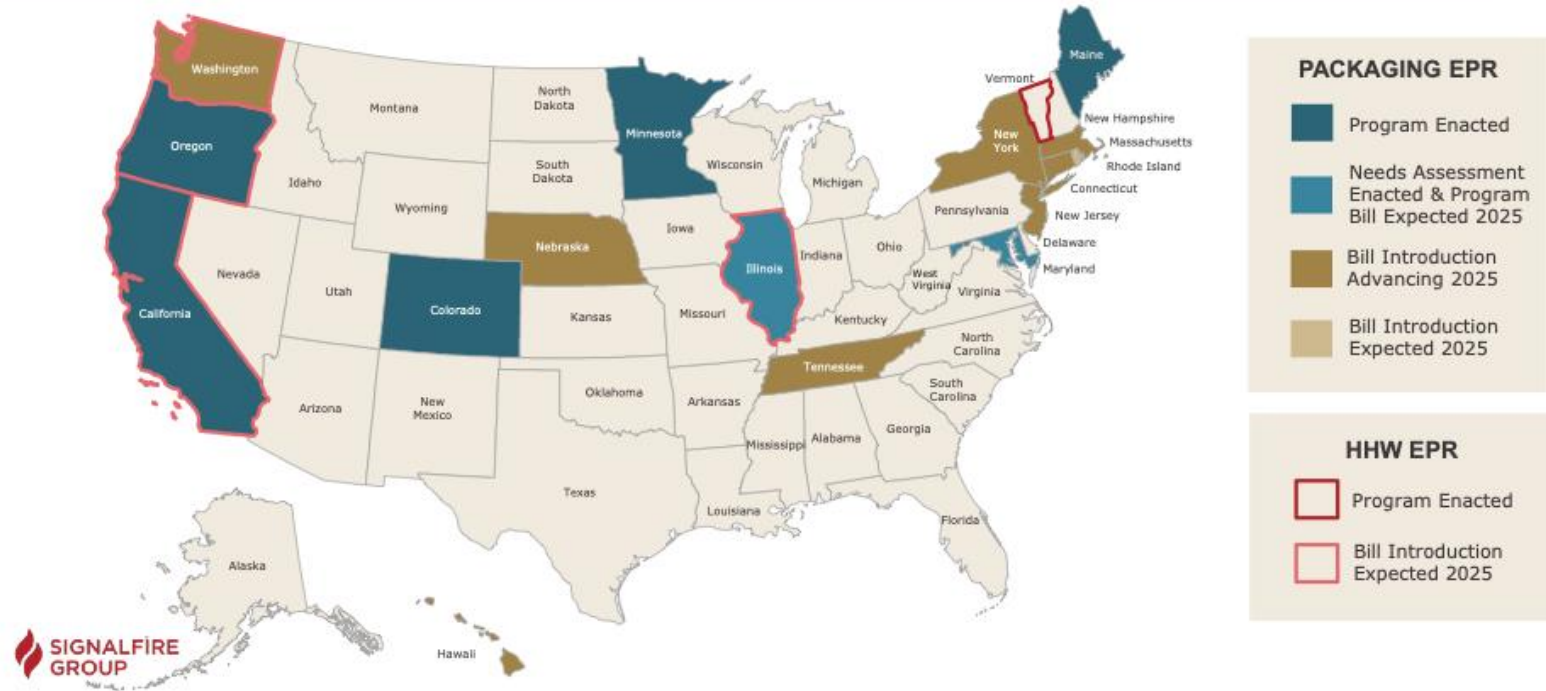 Washington
Montana
North
Dakota
Minnesota
Maine
Vermont
New Hampshire
Massachusetts
Rhode Island
Connecticut
New Jersey
Delaware
Maryland
Oregon
Idaho
Wyoming
South
Dakota
Wisconsin
Michigan
New
York
Pennsylvania
Iowa
Nebraska
Nevada
Utah
California
Colorado
Kansas
Missouri
Illinois
Indiana
Ohio
West
Virginia
Virginia
Kentucky
North
Carolina
Tennessee
South
Carolina
Arizona
New
Mexico
Oklahoma
Arkansas
Mississippi
Alabama
Georgia
Texas
Louisiana
Florida
Alaska
Hawaii
SIGNALFIRE
GROUP
PACKAGING EPR
Program Enacted
Needs Assessment
Enacted & Program
Bill Expected 2025
Bill Introduction
Advancing 2025
Bill Introduction
Expected 2025
HHW EPR
Program Enacted
Bill Introduction
Expected 2025